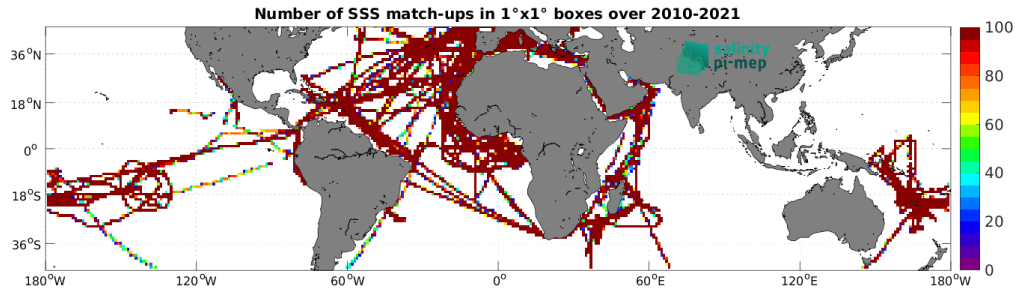 Number of SSS match-ups in 1°x1° boxes over 2010-2021
salinity
pi-mep
36°N
18°N
0°
18°S
36°S
180°W 120°W 60°W 0° 60°E 120°E 180°E
100
80
60
40
20
0